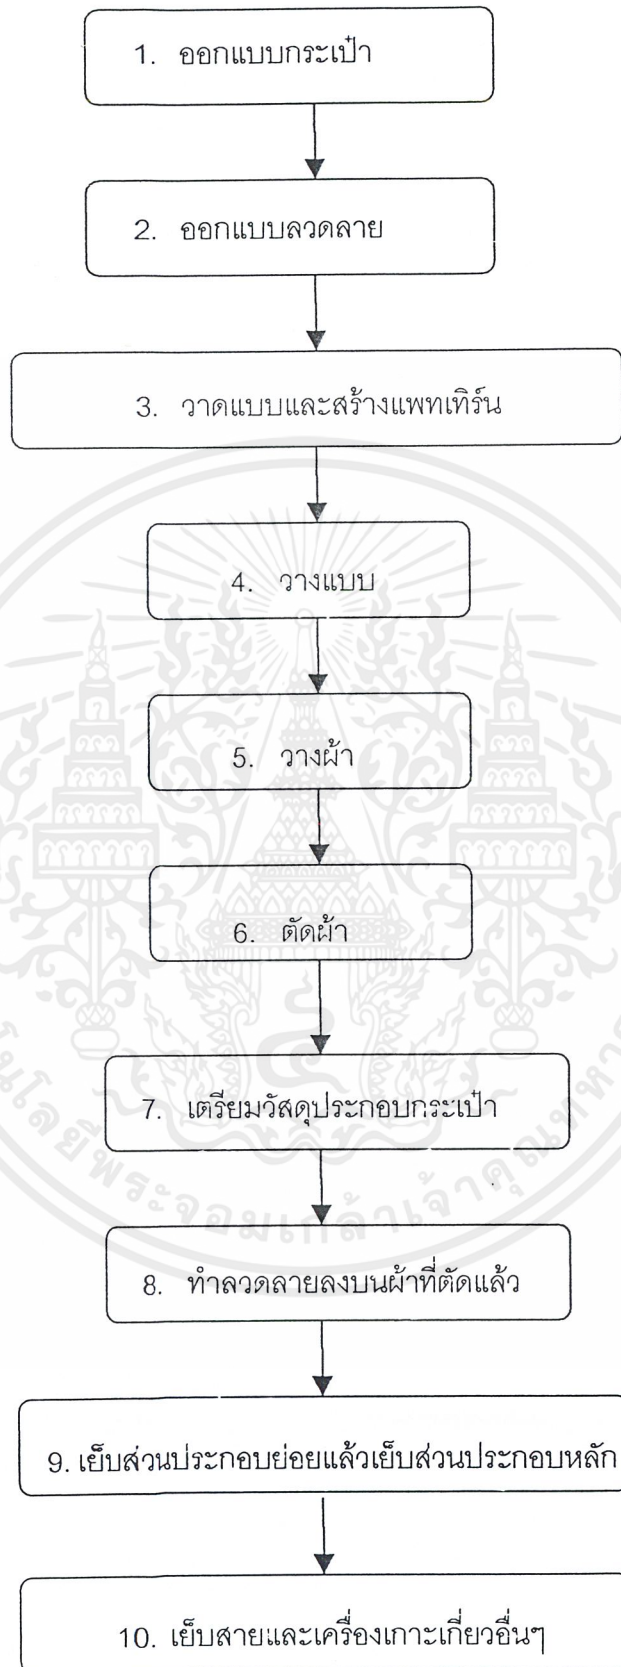 1. ออกแบบกระเป๋า
2. ออกแบบลวดลาย
3. วาดแบบและสร้างแพทเทิร์น
4. วางแบบ
5. วางผ้า
6. ตัดผ้า
7. เตรียมวัสดุประกอบกระเป๋า
8. ทำลวดลายลงบนผ้าที่ตัดแล้ว
9. เย็บส่วนประกอบย่อยแล้วเย็บส่วนประกอบหลัก
10. เย็บสายและเครื่องเกาะเกี่ยวอื่นๆ